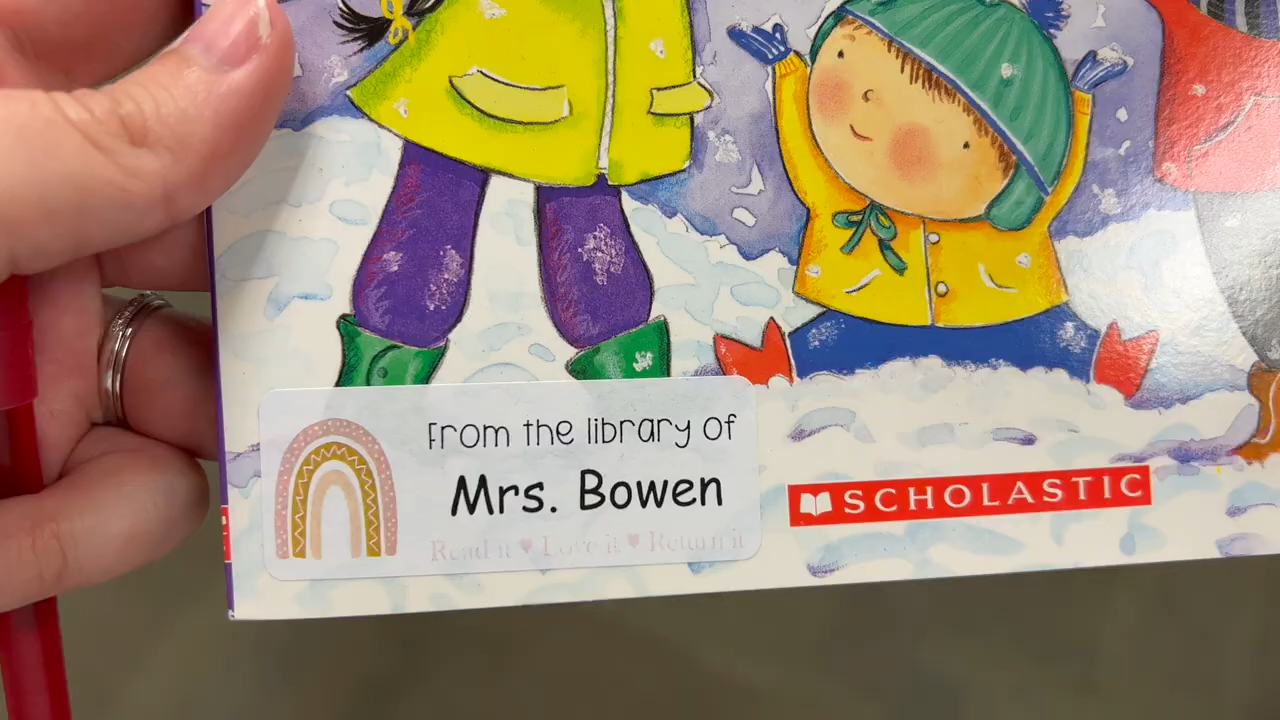 From the library of
Mrs. Bowen
Read it ♥ Love it ♥ Return it
SCHOLASTIC